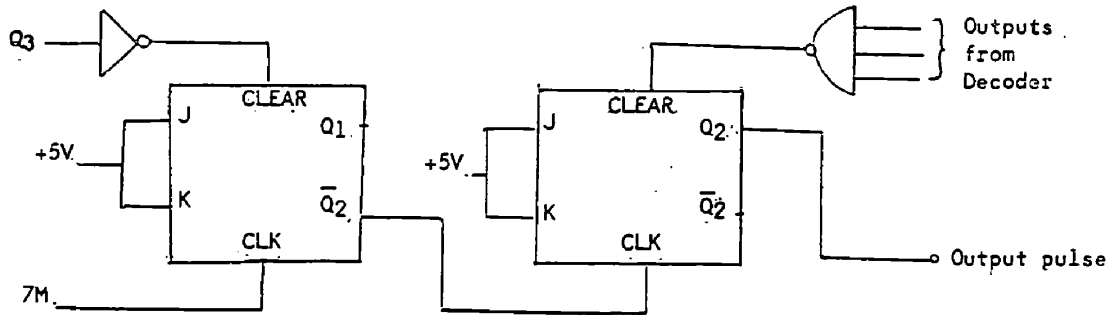 Q3
Outputs
from
Decoder
CLEAR
J
Q1
+5V
K
Q̅2
CLK
7M
CLEAR
J
Q2
+5V
K
Q̅2
CLK
Output pulse